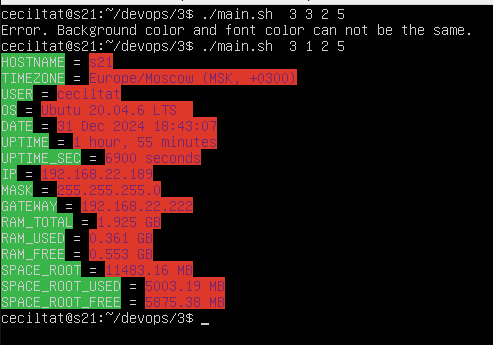 ceciltat@s21:~/devops/3$ ./main.sh  3 3 2 5
Error. Background color and font color can not be the same.
ceciltat@s21:~/devops/3$ ./main.sh  3 1 2 5
HOSTNAME = s21
TIMEZONE = Europe/Moscow (MSK, +0300)
USER = ceciltat
OS = Ubutu 20.04.6 LTS
DATE = 31 Dec 2024 18:43:07
UPTIME = 1 hour, 55 minutes
UPTIME_SEC = 6900 seconds
IP = 192.168.22.189
MASK = 255.255.255.0
GATEWAY = 192.168.22.222
RAM_TOTAL = 1.925 GB
RAM_USED = 0.361 GB
RAM_FREE = 0.553 GB
SPACE_ROOT = 11483.16 MB
SPACE_ROOT_USED = 5003.19 MB
SPACE_ROOT_FREE = 5875.38 MB
ceciltat@s21:~/devops/3$ _